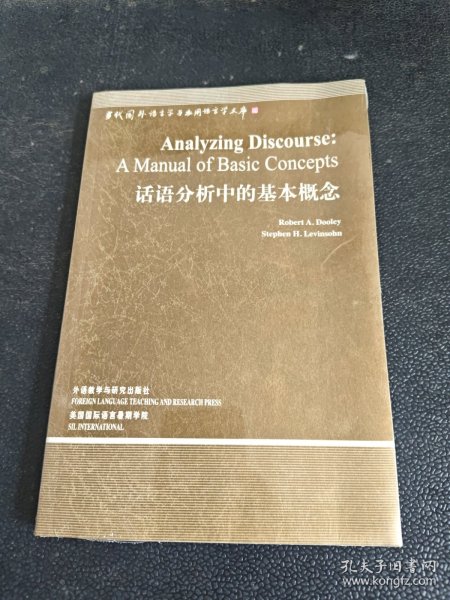 当代国外语言学与应用语言学文库
Analyzing Discourse:
A Manual of Basic Concepts
话语分析中的基本概念
Robert A. Dooley
Stephen H. Levinsohn
外语教学与研究出版社
FOREIGN LANGUAGE TEACHING AND RESEARCH PRESS
美国国际语言暑期学院
SIL INTERNATIONAL
孔夫子旧书网
www.kongfz.com